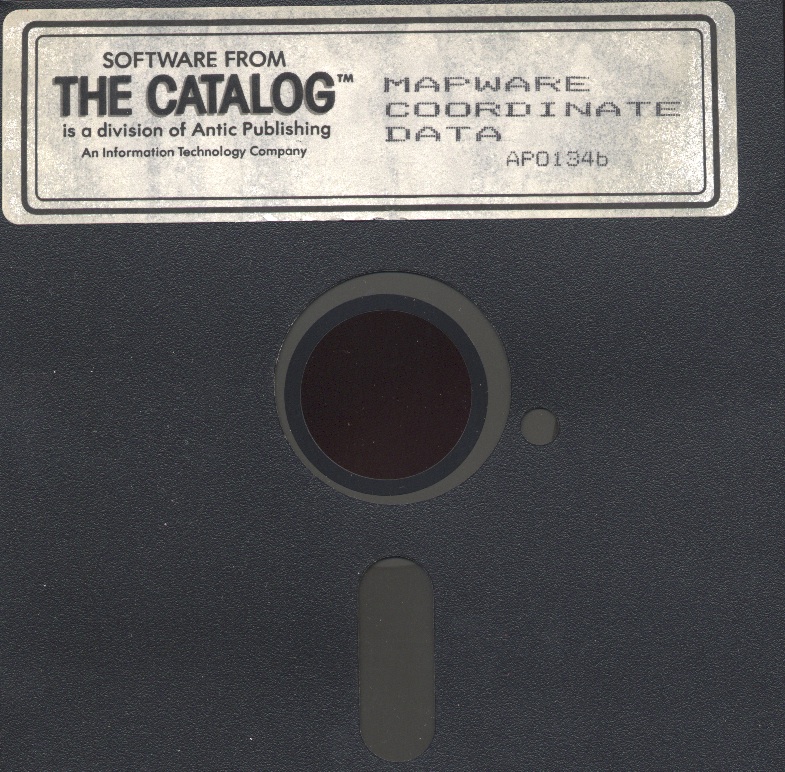 SOFTWARE FROM
THE CATALOG™
is a division of Antic Publishing
An Information Technology Company
MAPWARE
COORDINATE
DATA
AP0134b